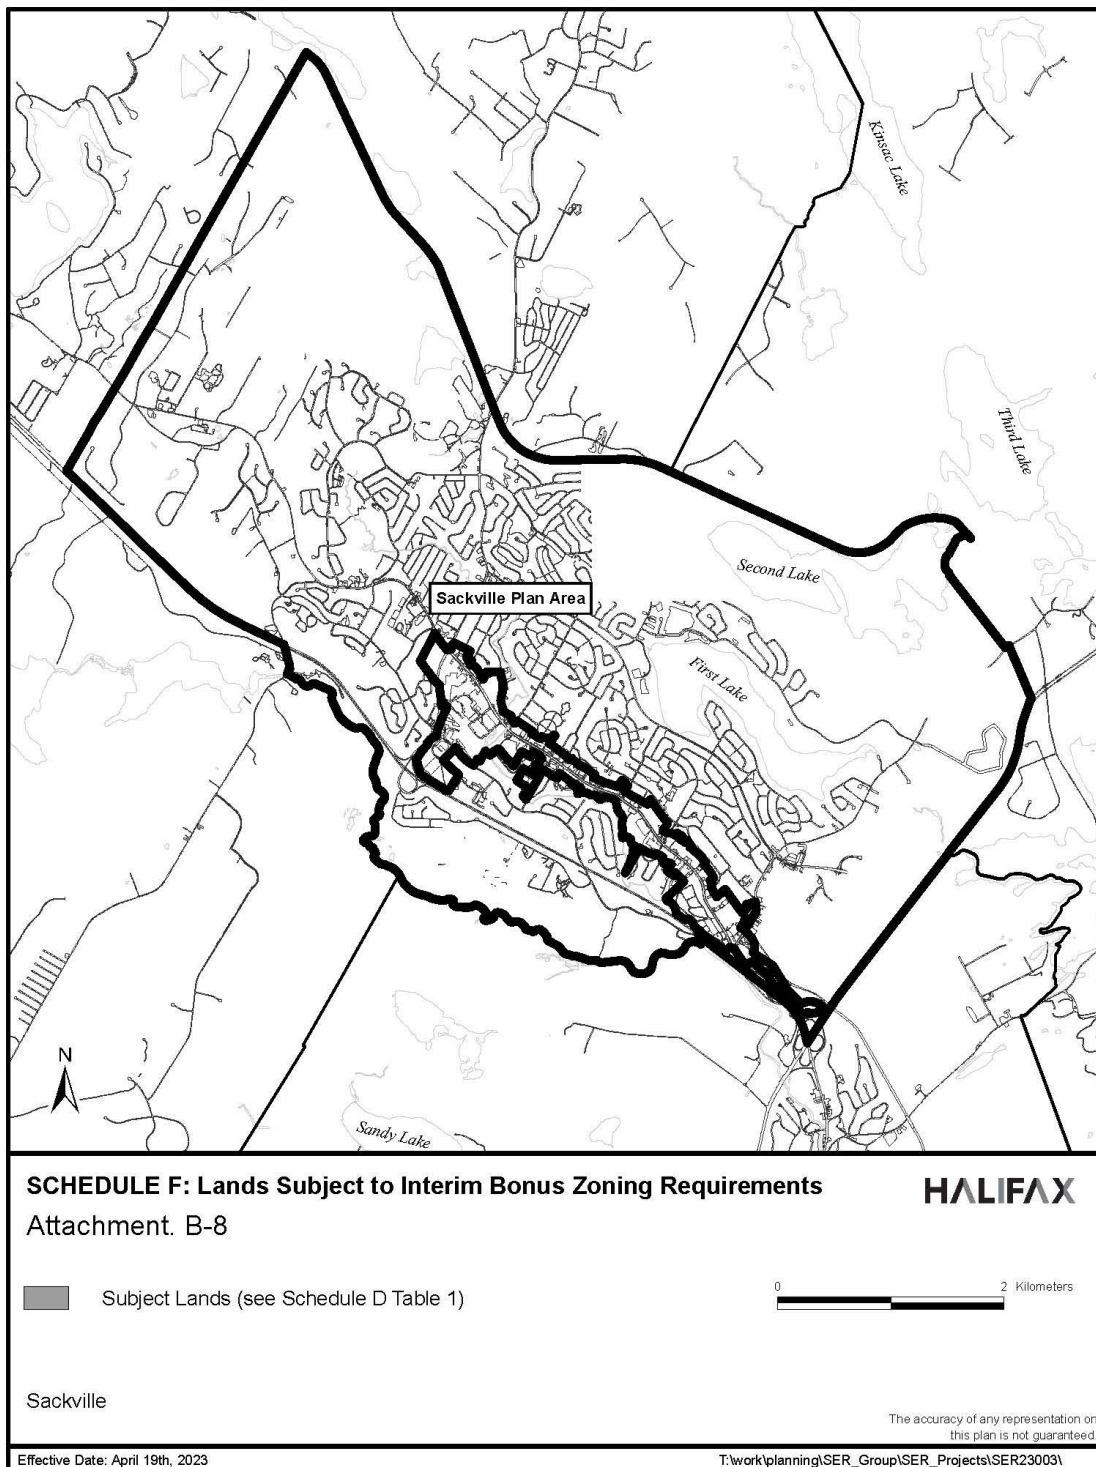 Kinsac Lake
Third Lake
Second Lake
Sackville Plan Area
First Lake
N
Sandy Lake
SCHEDULE F: Lands Subject to Interim Bonus Zoning Requirements
HALIFAX
Attachment. B-8
0 2 Kilometers
Subject Lands (see Schedule D Table 1)
Sackville
The accuracy of any representation on
this plan is not guaranteed.
Effective Date: April 19th, 2023
T:\work\planning\SER_Group\SER_Projects\SER23003\